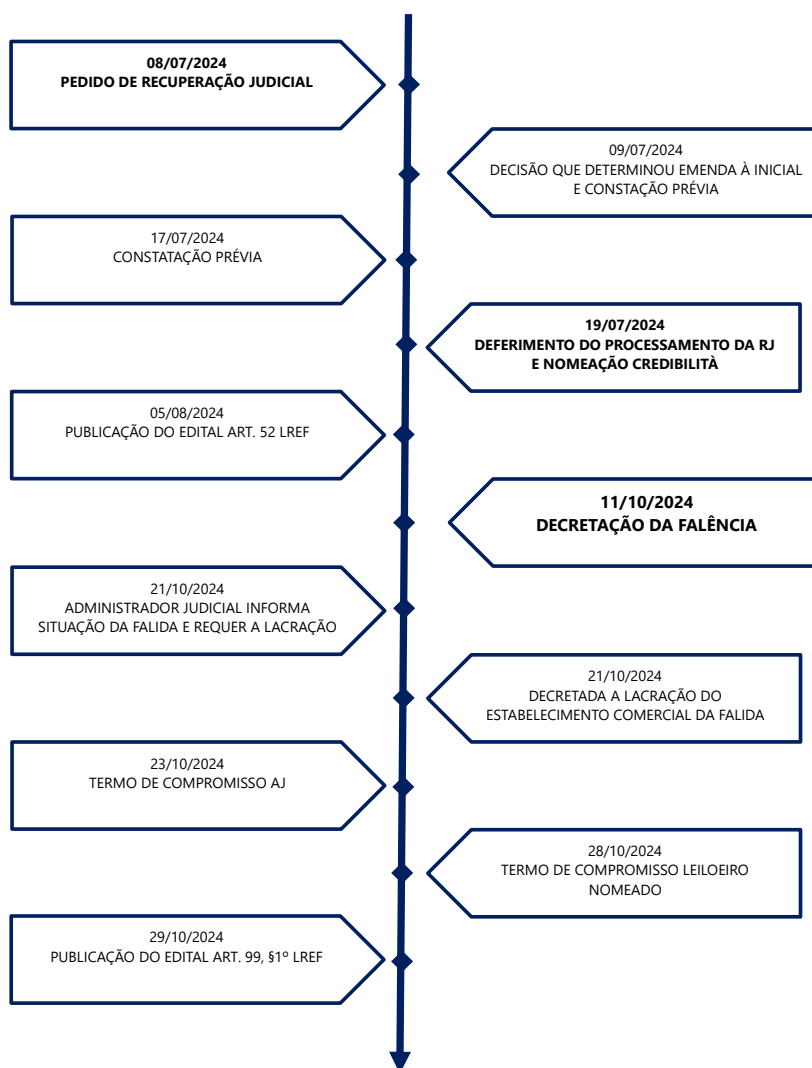 08/07/2024
PEDIDO DE RECUPERAÇÃO JUDICIAL
09/07/2024
DECISÃO QUE DETERMINOU EMENDA À INICIAL
E CONSTAÇÃO PRÉVIA
17/07/2024
CONSTATAÇÃO PRÉVIA
19/07/2024
DEFERIMENTO DO PROCESSAMENTO DA RJ
E NOMEAÇÃO CREDIBILITÀ
05/08/2024
PUBLICAÇÃO DO EDITAL ART. 52 LREF
11/10/2024
DECRETAÇÃO DA FALÊNCIA
21/10/2024
ADMINISTRADOR JUDICIAL INFORMA
SITUAÇÃO DA FALIDA E REQUER A LACRAÇÃO
21/10/2024
DECRETADA A LACRAÇÃO DO
ESTABELECIMENTO COMERCIAL DA FALIDA
23/10/2024
TERMO DE COMPROMISSO AJ
28/10/2024
TERMO DE COMPROMISSO LEILOEIRO
NOMEADO
29/10/2024
PUBLICAÇÃO DO EDITAL ART. 99, §1º LREF